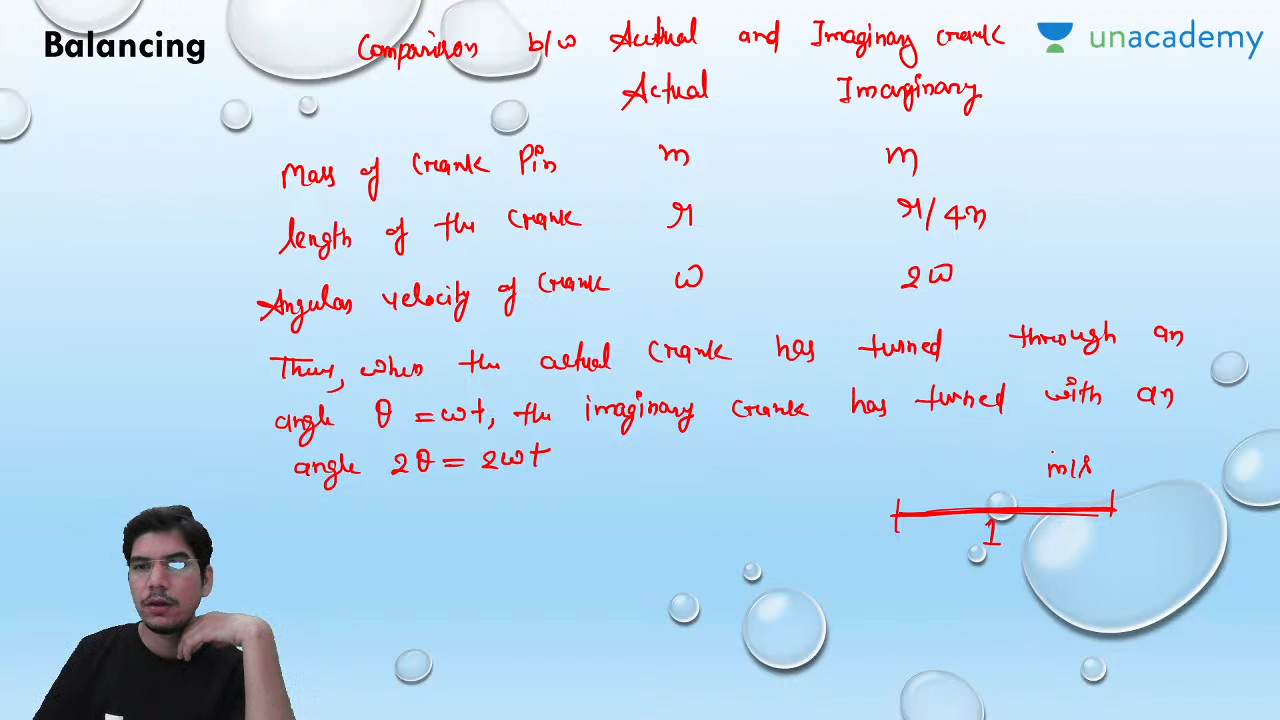 Balancing
Comparison b/w Actual and Imaginary crank
unacademy
Actual Imaginary
Mass of Crank Pin m m
length of the Crank r r/4n
Angular velocity of Crank ω 2ω
Thus, when the actual Crank has turned through an
angle θ = ωt, the imaginary crank has turned with an
angle 2θ = 2ωt
m/s
1